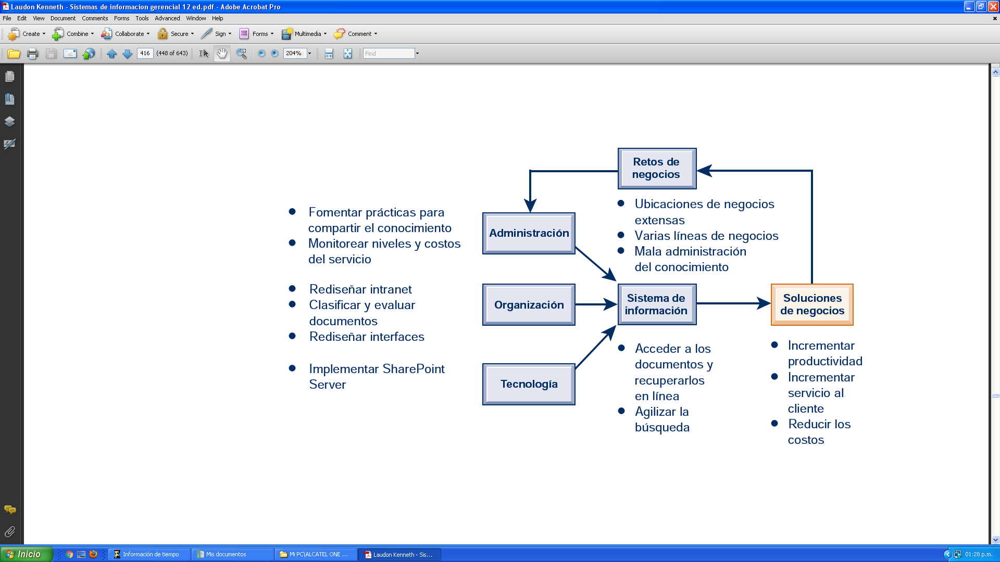 Laudon Kenneth - Sistemas de informacion gerencial 12 ed.pdf - Adobe Acrobat Pro
File Edit View Document Comments Forms Tools Advanced Window Help
Create Combine Collaborate Secure Sign Forms Multimedia Comment
416 (448 of 643) 204% Find
Retos de
negocios
Ubicaciones de negocios
extensas
Varias líneas de negocios
Mala administración
del conocimiento
Fomentar prácticas para
compartir el conocimiento
Monitorear niveles y costos
del servicio
Administración
Rediseñar intranet
Clasificar y evaluar
documentos
Rediseñar interfaces
Organización
Sistema de
información
Soluciones
de negocios
Implementar SharePoint
Server
Tecnología
Acceder a los
documentos y
recuperarlos
en línea
Agilizar la
búsqueda
Incrementar
productividad
Incrementar
servicio al
cliente
Reducir los
costos
Inicio Información de tiempo Mis documentos Mi PC\ALCATEL ONE ... Laudon Kenneth - Sis... 01:28 p.m.